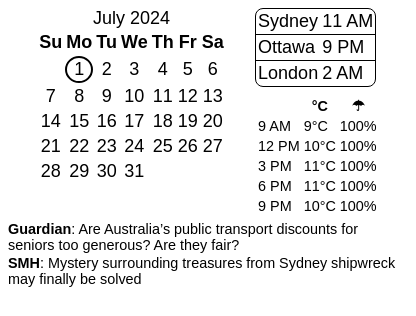 July 2024
Su Mo Tu We Th Fr Sa
1 2 3 4 5 6
7 8 9 10 11 12 13
14 15 16 17 18 19 20
21 22 23 24 25 26 27
28 29 30 31
Sydney 11 AM
Ottawa 9 PM
London 2 AM
°C ☂
9 AM 9°C 100%
12 PM 10°C 100%
3 PM 11°C 100%
6 PM 11°C 100%
9 PM 10°C 100%
Guardian: Are Australia’s public transport discounts for
seniors too generous? Are they fair?
SMH: Mystery surrounding treasures from Sydney shipwreck
may finally be solved